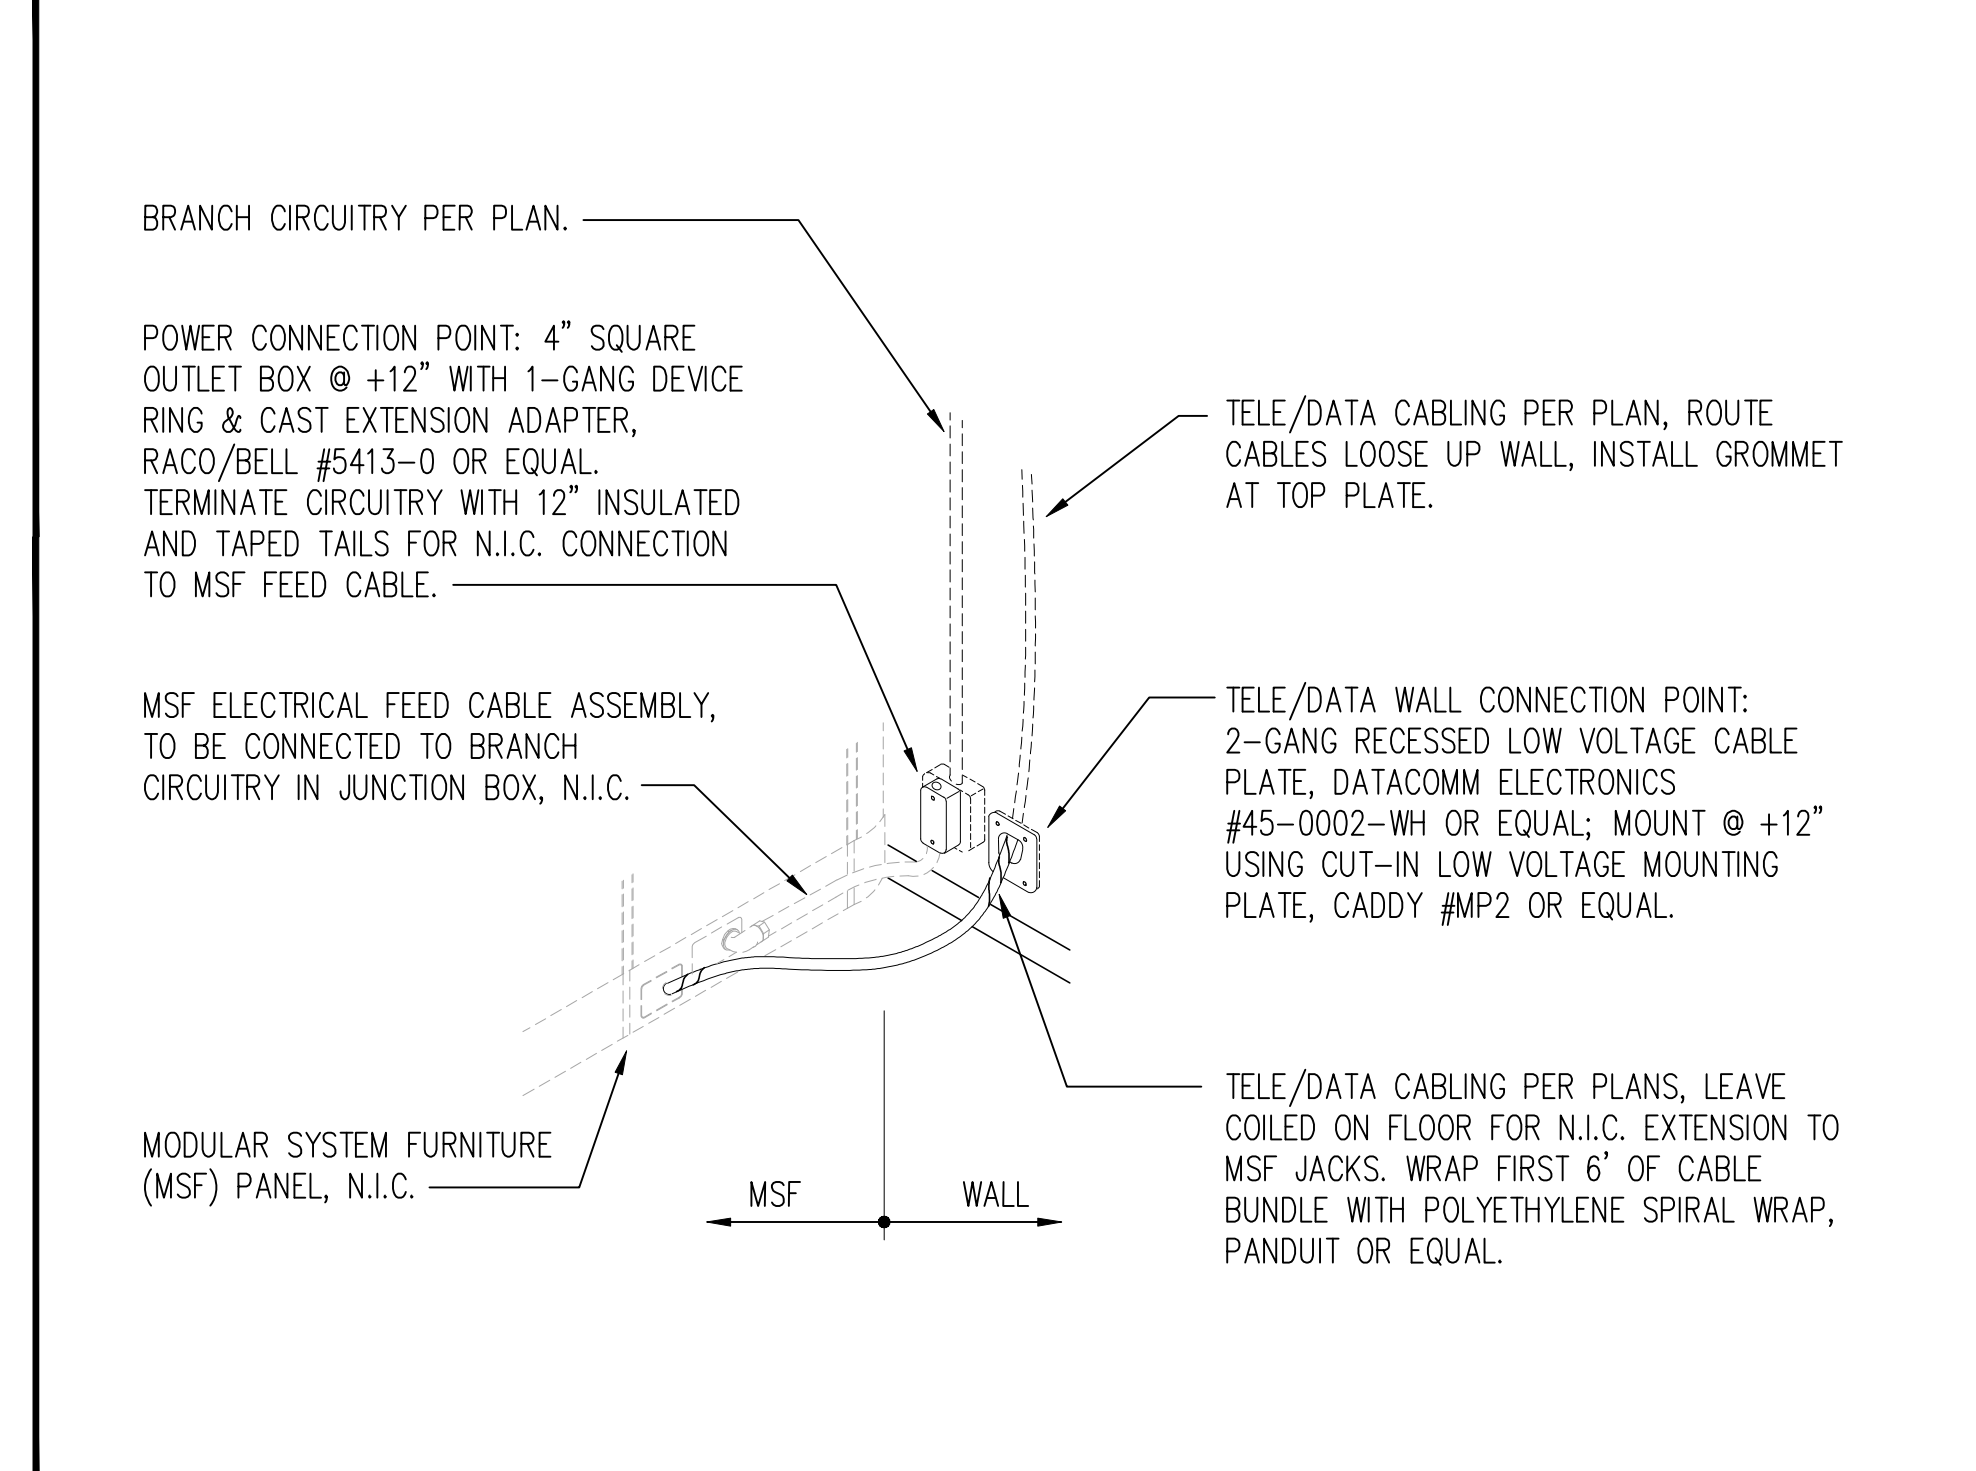 BRANCH CIRCUITRY PER PLAN.
POWER CONNECTION POINT: 4" SQUARE
OUTLET BOX @ +12" WITH 1-GANG DEVICE
RING & CAST EXTENSION ADAPTER,
RACO/BELL #5413-0 OR EQUAL.
TERMINATE CIRCUITRY WITH 12" INSULATED
AND TAPED TAILS FOR N.I.C. CONNECTION
TO MSF FEED CABLE.
MSF ELECTRICAL FEED CABLE ASSEMBLY,
TO BE CONNECTED TO BRANCH
CIRCUITRY IN JUNCTION BOX, N.I.C.
MODULAR SYSTEM FURNITURE
(MSF) PANEL, N.I.C.
MSF
WALL
TELE/DATA CABLING PER PLAN, ROUTE
CABLES LOOSE UP WALL, INSTALL GROMMET
AT TOP PLATE.
TELE/DATA WALL CONNECTION POINT:
2-GANG RECESSED LOW VOLTAGE CABLE
PLATE, DATACOMM ELECTRONICS
#45-0002-WH OR EQUAL; MOUNT @ +12"
USING CUT-IN LOW VOLTAGE MOUNTING
PLATE, CADDY #MP2 OR EQUAL.
TELE/DATA CABLING PER PLANS, LEAVE
COILED ON FLOOR FOR N.I.C. EXTENSION TO
MSF JACKS. WRAP FIRST 6' OF CABLE
BUNDLE WITH POLYETHYLENE SPIRAL WRAP,
PANDUIT OR EQUAL.